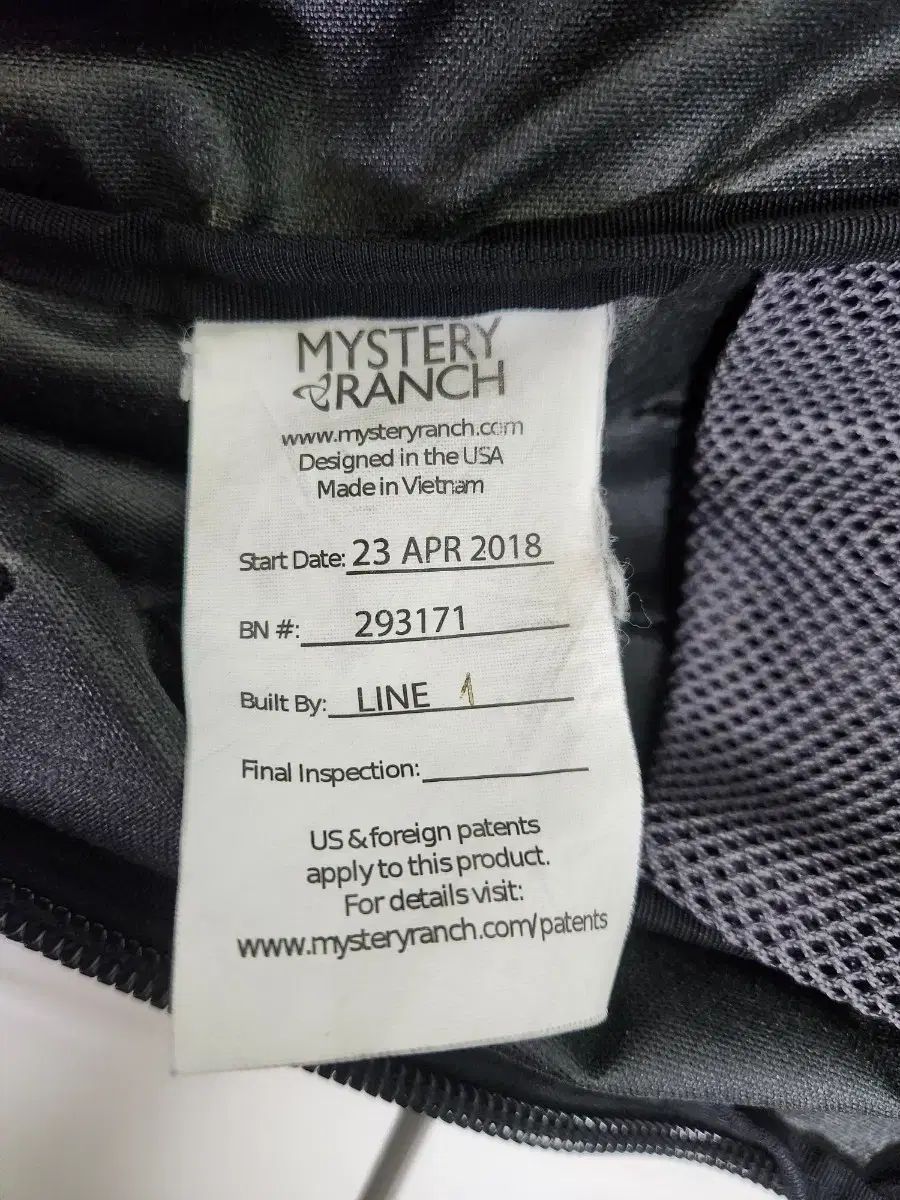 MYSTERY
RANCH
www.mysteryranch.com
Designed in the USA
Made in Vietnam
Start Date: 23 APR 2018
BN #: 293171
Built By: LINE 1
Final Inspection:
US & foreign patents
apply to this product.
For details visit:
www.mysteryranch.com/patents